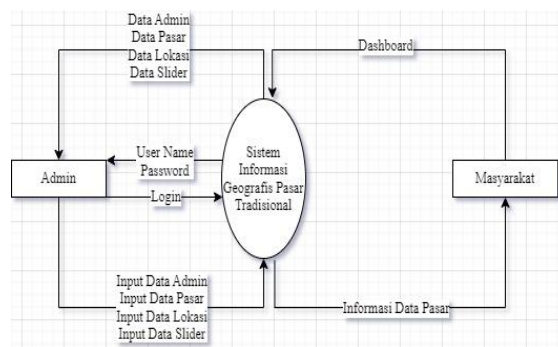 Data Admin
Data Pasar
Data Lokasi
Data Slider
Dashboard
User Name
Password
Login
Admin
Sistem
Informasi
Geografis Pasar
Tradisional
Masyarakat
Input Data Admin
Input Data Pasar
Input Data Lokasi
Input Data Slider
Informasi Data Pasar